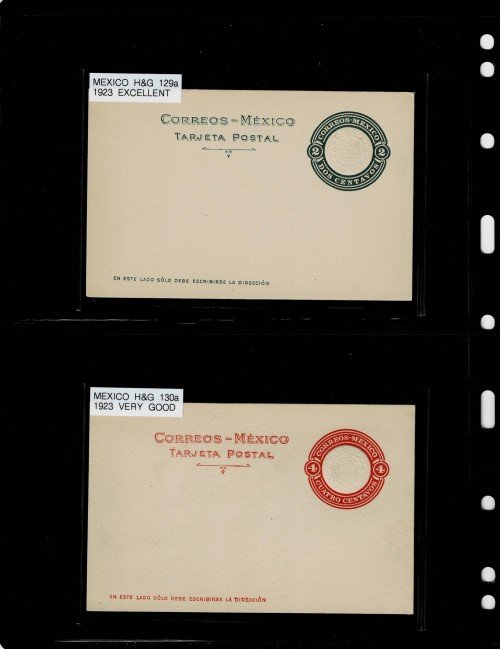 MEXICO H&G 129a
1923 EXCELLENT
CORREOS-MÉXICO
TARJETA POSTAL
CORREOS-MEXICO
2 2
DOS CENTAVOS
EN ESTE LADO SÓLO DEBE ESCRIBIRSE LA DIRECCIÓN
MEXICO H&G 130a
1923 VERY GOOD
CORREOS-MÉXICO
TARJETA POSTAL
CORREOS-MEXICO
4 4
CUATRO CENTAVOS
EN ESTE LADO SÓLO DEBE ESCRIBIRSE LA DIRECCIÓN